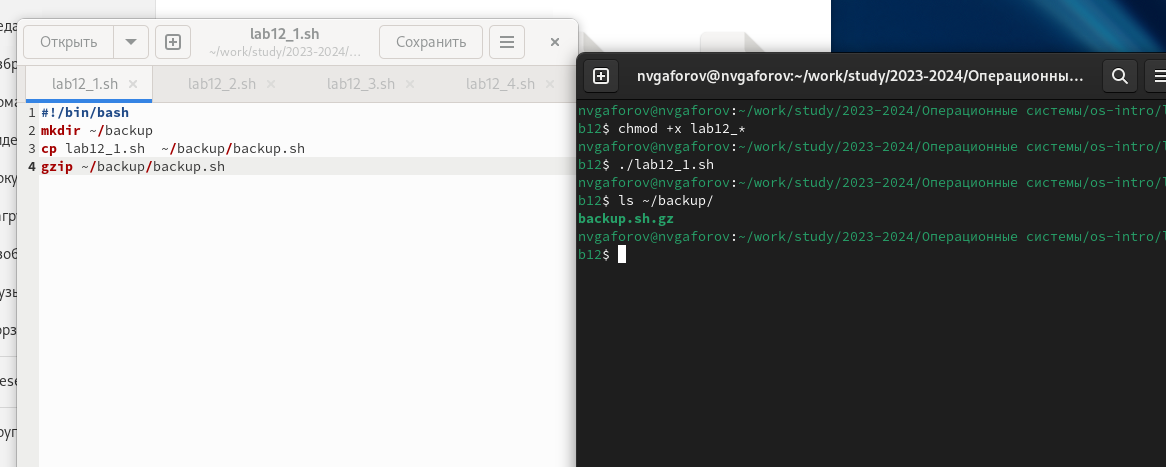 Открыть
lab12_1.sh
~/work/study/2023-2024/…
Сохранить
lab12_1.sh
lab12_2.sh
lab12_3.sh
lab12_4.sh
1 #!/bin/bash
2 mkdir ~/backup
3 cp lab12_1.sh  ~/backup/backup.sh
4 gzip ~/backup/backup.sh
nvgaforov@nvgaforov:~/work/study/2023-2024/Операционны…
nvgaforov@nvgaforov:~/work/study/2023-2024/Операционные системы/os-intro/l
b12$ chmod +x lab12_*
nvgaforov@nvgaforov:~/work/study/2023-2024/Операционные системы/os-intro/l
b12$ ./lab12_1.sh
nvgaforov@nvgaforov:~/work/study/2023-2024/Операционные системы/os-intro/l
b12$ ls ~/backup/
backup.sh.gz
nvgaforov@nvgaforov:~/work/study/2023-2024/Операционные системы/os-intro/l
b12$